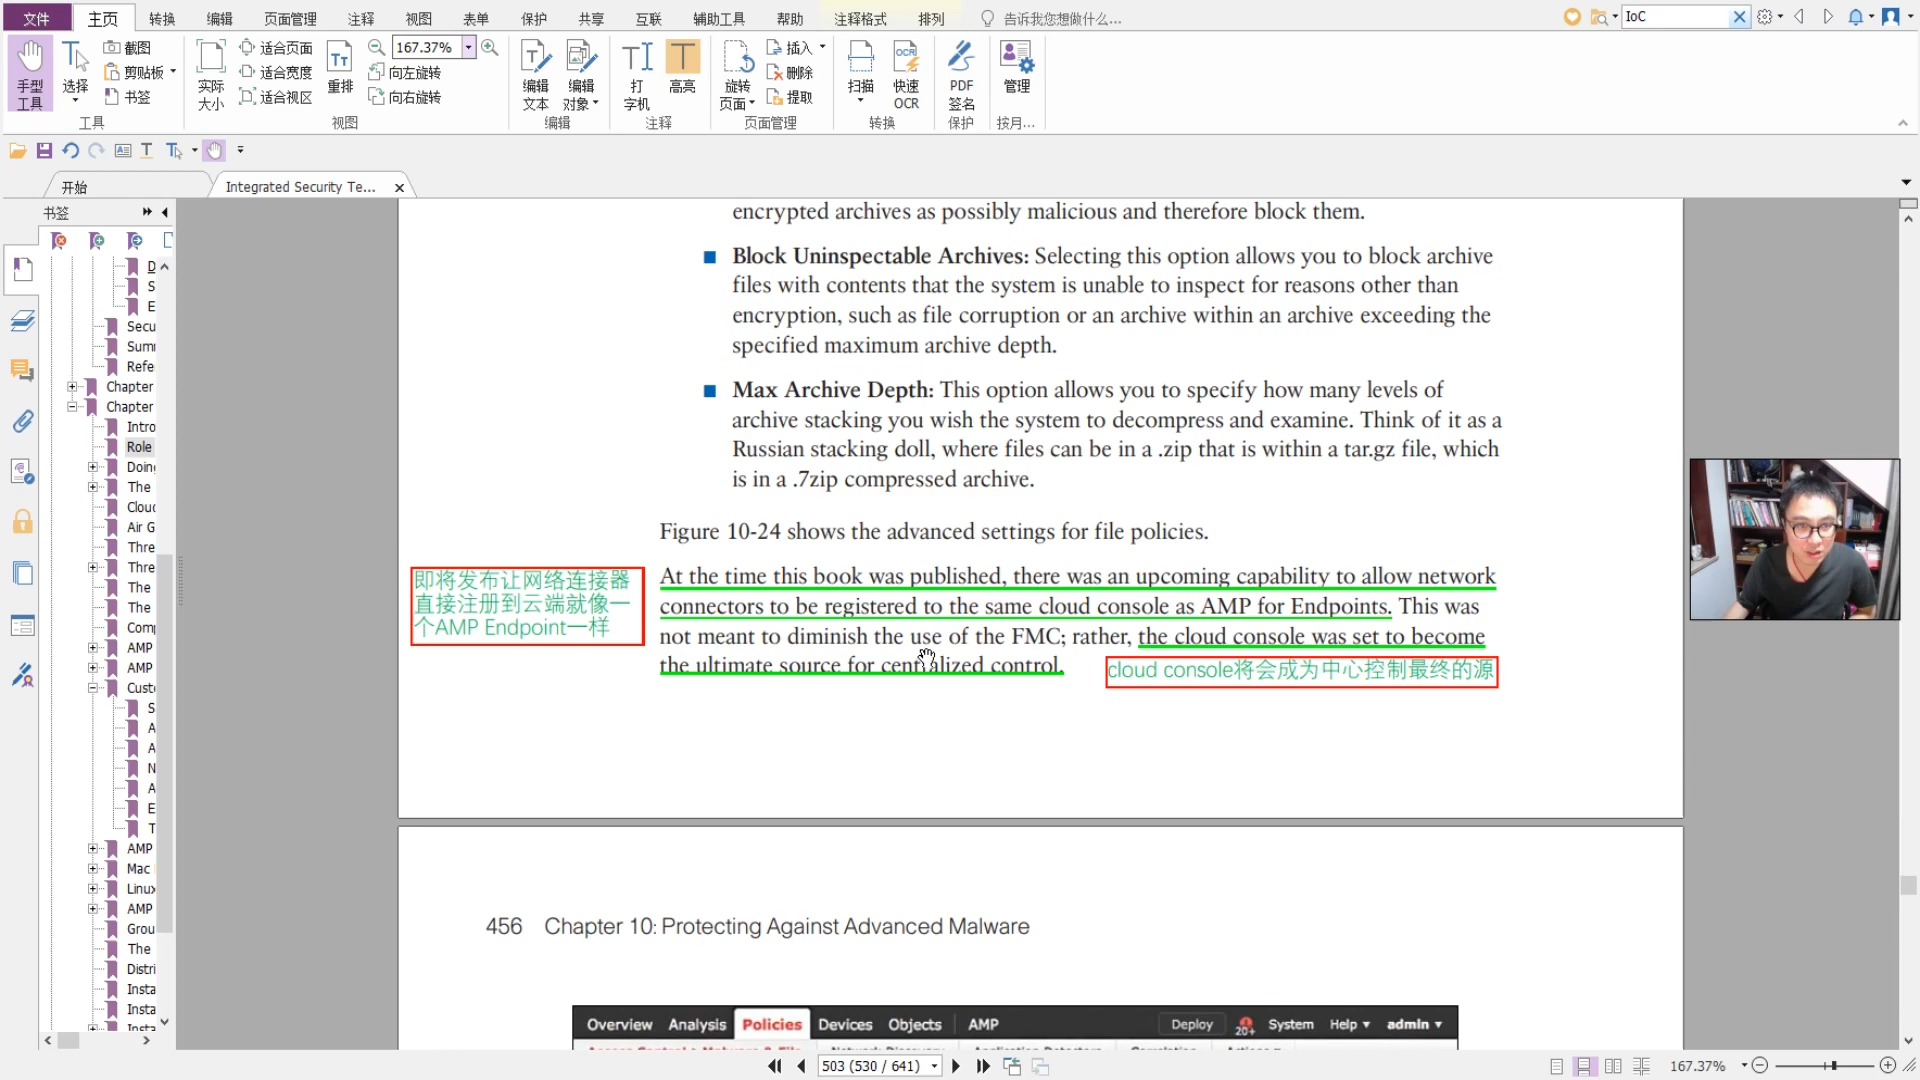 文件 主页 转换 编辑 页面管理 注释 视图 表单 保护 共享 互联 辅助工具 帮助 注释格式 排列 告诉我您想做什么... IoC
手型工具 选择 截图 剪贴板 书签
工具
实际大小 适合页面 适合宽度 适合视区 重排 167.37% 向左旋转 向右旋转
视图
编辑文本 编辑对象
编辑
打字机 高亮
注释
旋转页面 插入 删除 提取
页面管理
扫描 快速OCR
转换
PDF签名
保护
管理
按月...
开始 Integrated Security Te...
书签
D
S
E
Secu
Sumr
Refe
Chapter
Chapter
Intro
Role
Doing
The
Cloud
Air G
Thre
Thre
The
The
Comp
AMP
AMP
Custo
S
A
A
N
A
E
T
AMP
Mac
Linux
AMP
Grou
The
Distri
Insta
Insta
Insta
encrypted archives as possibly malicious and therefore block them.
■ Block Uninspectable Archives: Selecting this option allows you to block archive
files with contents that the system is unable to inspect for reasons other than
encryption, such as file corruption or an archive within an archive exceeding the
specified maximum archive depth.
■ Max Archive Depth: This option allows you to specify how many levels of
archive stacking you wish the system to decompress and examine. Think of it as a
Russian stacking doll, where files can be in a .zip that is within a tar.gz file, which
is in a .7zip compressed archive.
Figure 10-24 shows the advanced settings for file policies.
即将发布让网络连接器
直接注册到云端就像一
个AMP Endpoint一样
At the time this book was published, there was an upcoming capability to allow network
connectors to be registered to the same cloud console as AMP for Endpoints. This was
not meant to diminish the use of the FMC; rather, the cloud console was set to become
the ultimate source for centralized control.
cloud console将会成为中心控制最终的源
456 Chapter 10: Protecting Against Advanced Malware
Overview Analysis Policies Devices Objects AMP Deploy 20+ System Help admin
503 (530 / 641) 167.37%